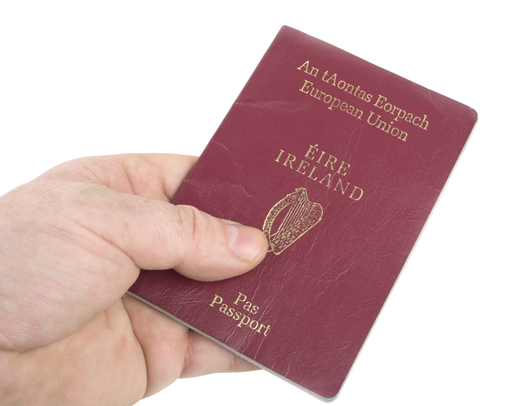 An tAontas Eorpach
European Union
ÉIRE
IRELAND
Pas
Passport